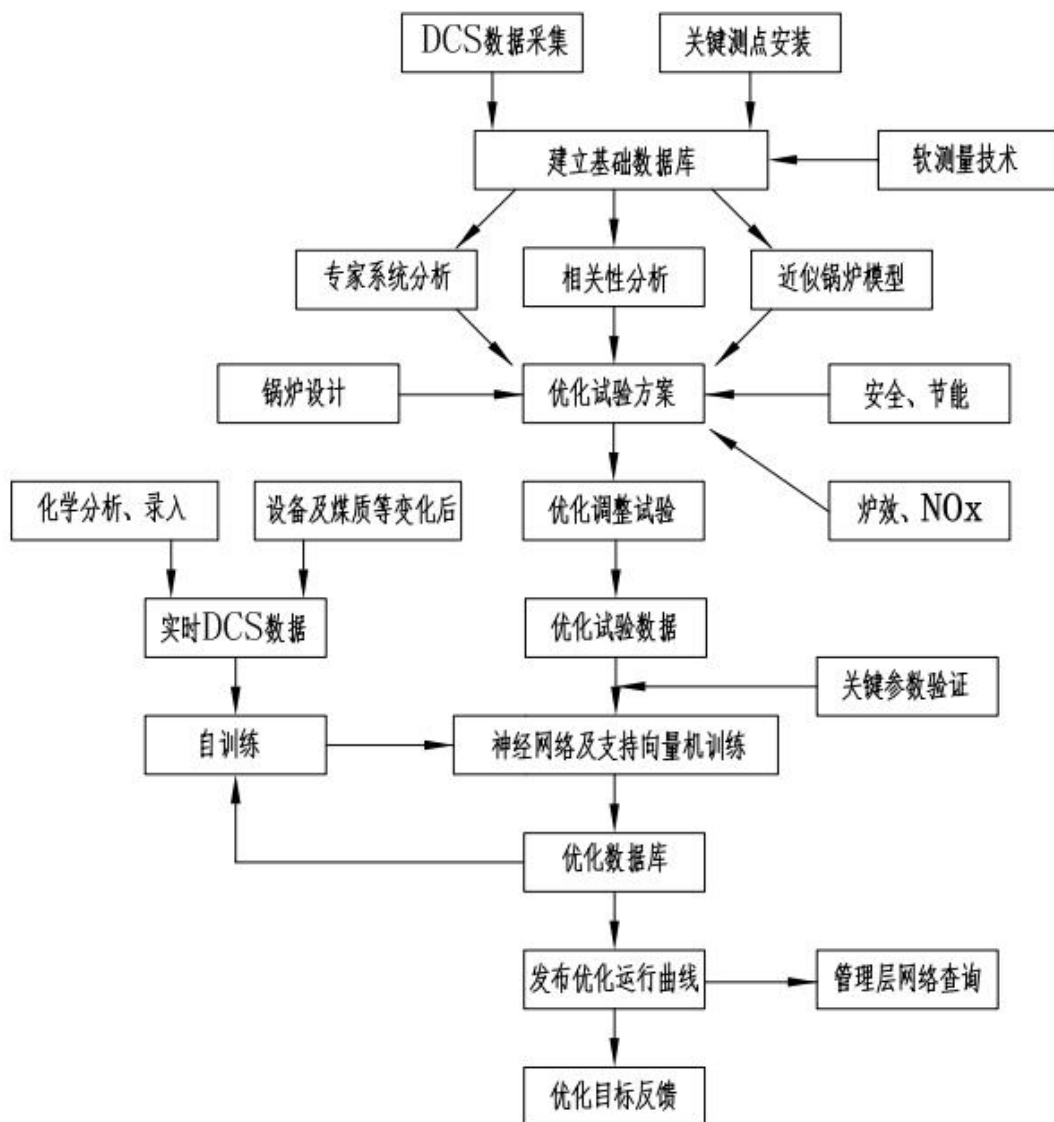 DCS数据采集
关键测点安装
建立基础数据库
软测量技术
专家系统分析
相关性分析
近似锅炉模型
锅炉设计
优化试验方案
安全、节能
化学分析、录入
设备及煤质等变化后
优化调整试验
炉效、NOx
实时DCS数据
优化试验数据
关键参数验证
自训练
神经网络及支持向量机训练
优化数据库
发布优化运行曲线
管理层网络查询
优化目标反馈